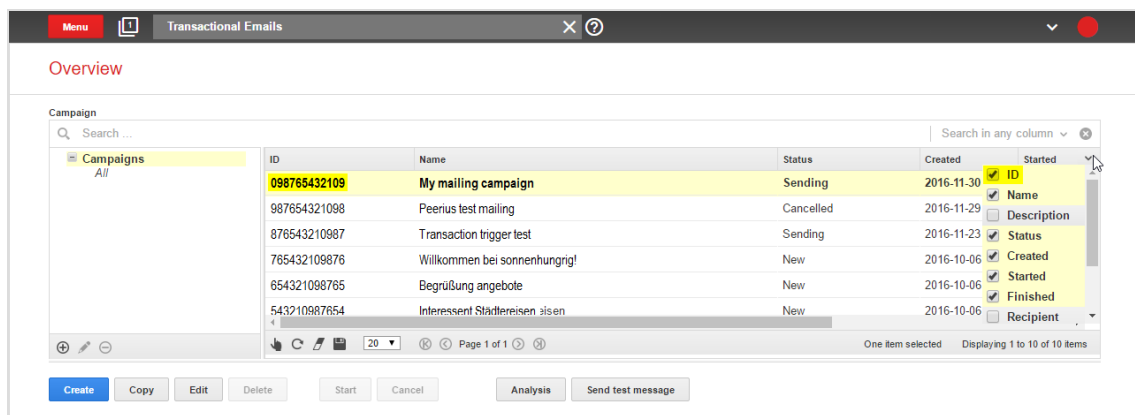 Menu 1 Transactional Emails
Overview
Campaign
Search ... Search in any column
Campaigns
All
ID Name Status Created Started
098765432109 My mailing campaign Sending 2016-11-30
987654321098 Peerius test mailing Cancelled 2016-11-29
876543210987 Transaction trigger test Sending 2016-11-23
765432109876 Willkommen bei sonnenhungrig! New 2016-10-06
654321098765 Begrüßung angebote New 2016-10-06
543210987654 Interessent Städtereisen eisen New 2016-10-06
ID
Name
Description
Status
Created
Started
Finished
Recipient
20 Page 1 of 1 One item selected Displaying 1 to 10 of 10 items
Create Copy Edit Delete Start Cancel Analysis Send test message